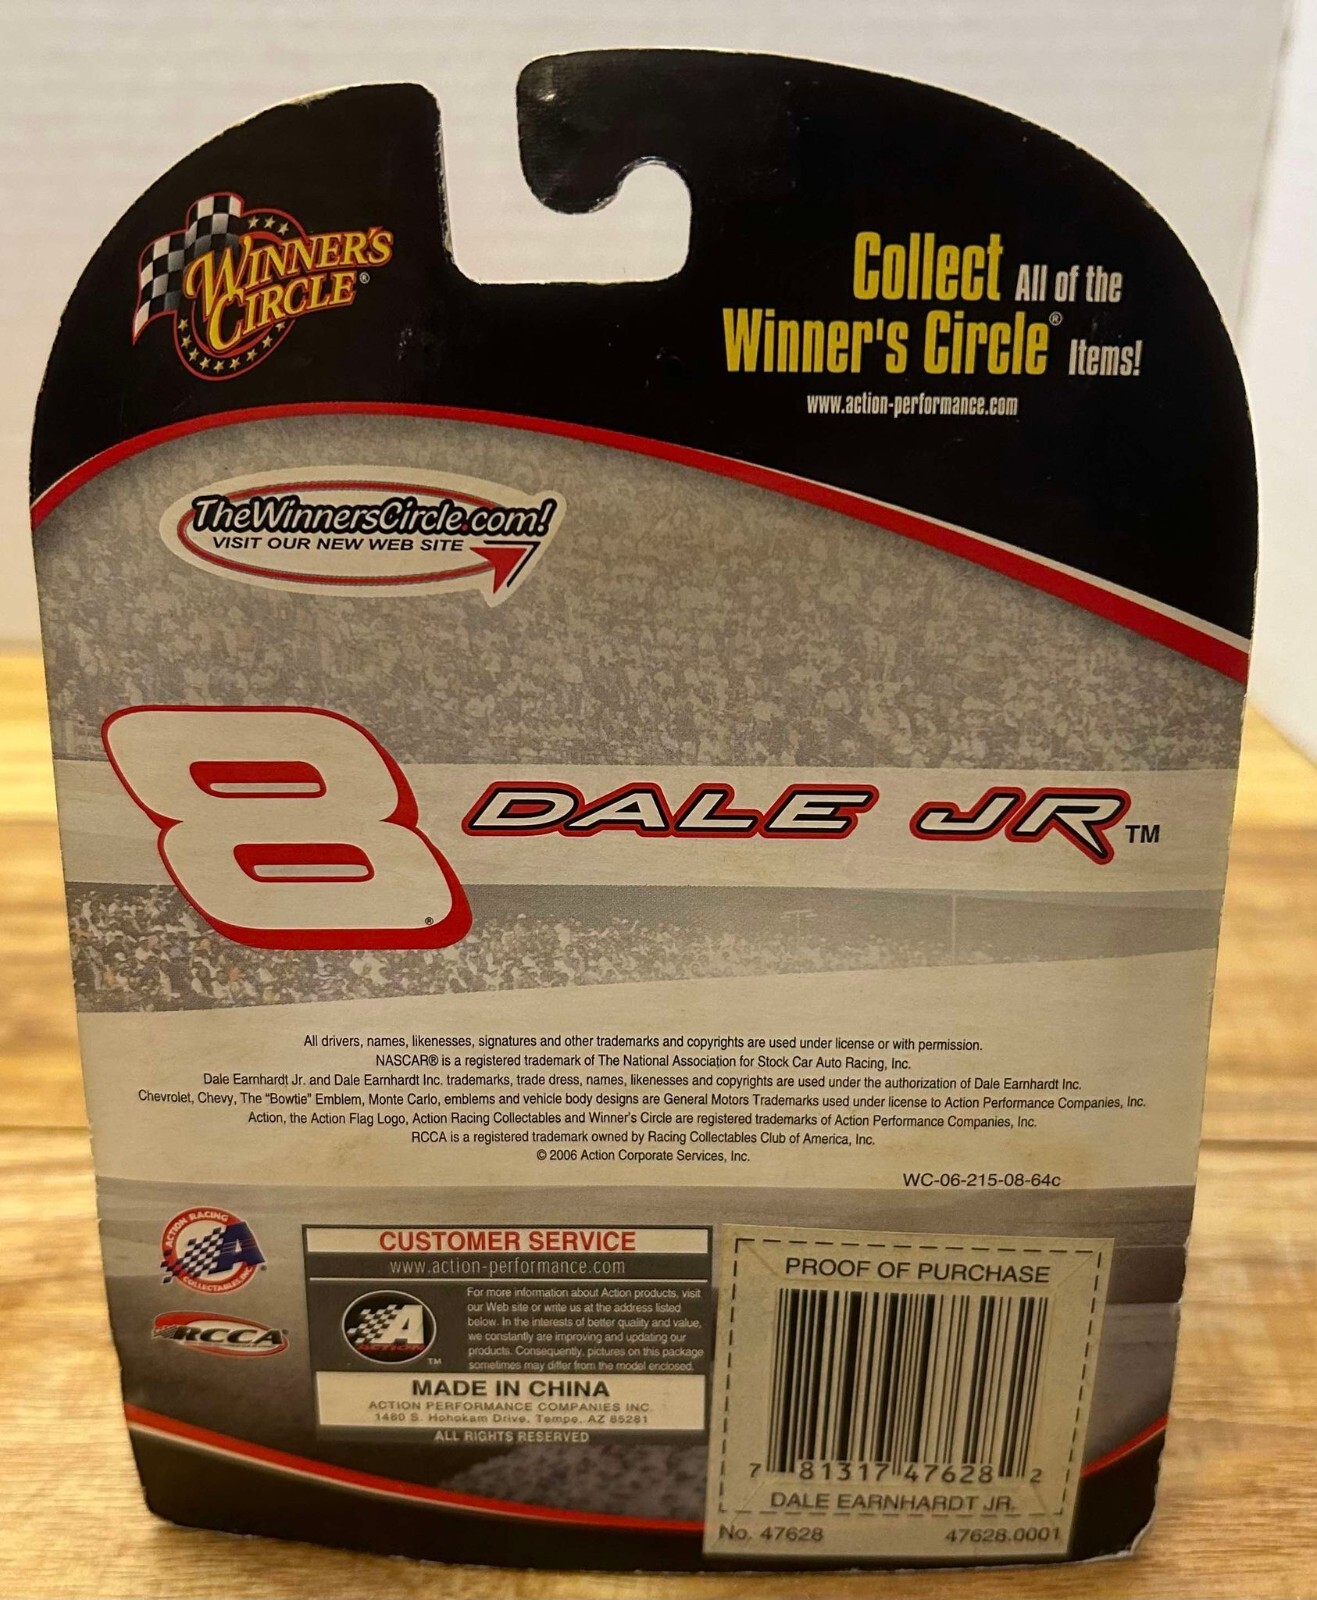 WINNER'S
CIRCLE®
Collect All of the
Winner's Circle® Items!
www.action-performance.com
TheWinnersCircle.com!
VISIT OUR NEW WEB SITE
8®
DALE JR™
All drivers, names, likenesses, signatures and other trademarks and copyrights are used under license or with permission.
NASCAR® is a registered trademark of The National Association for Stock Car Auto Racing, Inc.
Dale Earnhardt Jr. and Dale Earnhardt Inc. trademarks, trade dress, names, likenesses and copyrights are used under the authorization of Dale Earnhardt Inc.
Chevrolet, Chevy, The “Bowtie” Emblem, Monte Carlo, emblems and vehicle body designs are General Motors Trademarks used under license to Action Performance Companies, Inc.
Action, the Action Flag Logo, Action Racing Collectables and Winner's Circle are registered trademarks of Action Performance Companies, Inc.
RCCA is a registered trademark owned by Racing Collectables Club of America, Inc.
© 2006 Action Corporate Services, Inc.
WC-06-215-08-64c
ACTION RACING
A
COLLECTABLES
RCCA
CUSTOMER SERVICE
www.action-performance.com
A
ACTION
TM
For more information about Action products, visit
our Web site or write us at the address listed
below. In the interests of better quality and value,
we constantly are improving and updating our
products. Consequently, pictures on this package
sometimes may differ from the model enclosed.
MADE IN CHINA
ACTION PERFORMANCE COMPANIES INC.
1480 S. Hohokam Drive, Tempe, AZ 85281
ALL RIGHTS RESERVED
PROOF OF PURCHASE
7 81317 47628 2
DALE EARNHARDT JR.
No. 47628 47628.0001